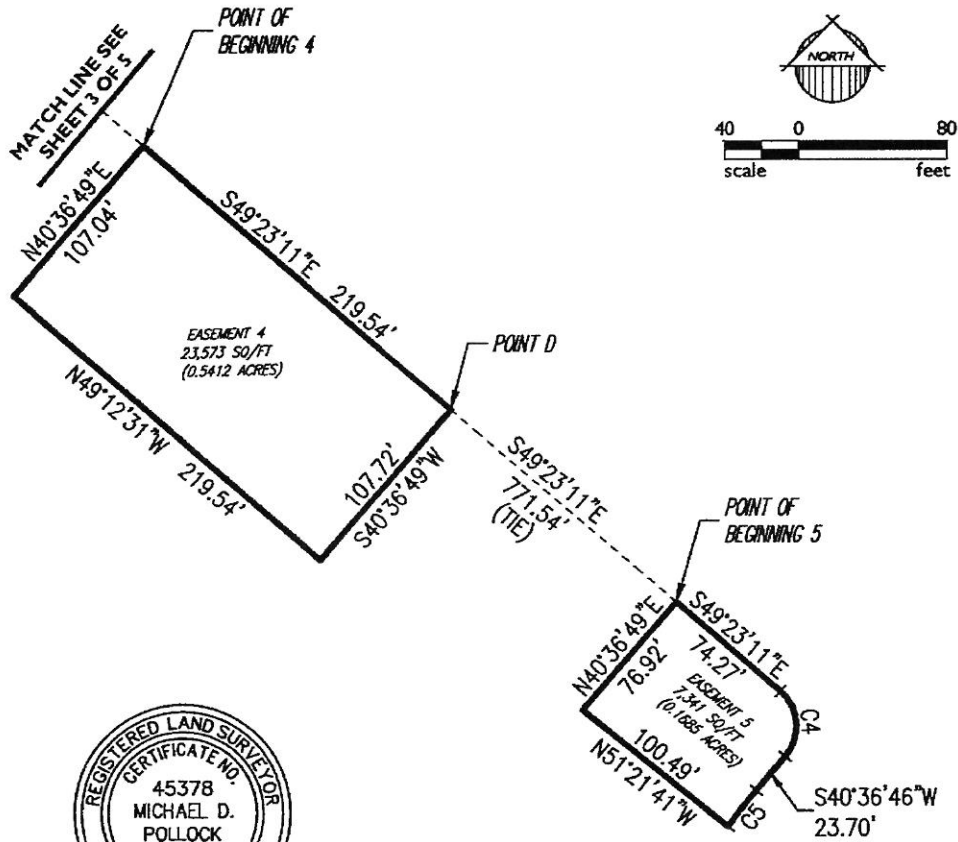 POINT OF
BEGINNING 4
MATCH LINE SEE
SHEET 3 OF 5
NORTH
40 0 80
scale feet
N40°36'49"E
107.04'
S49°23'11"E 219.54'
EASEMENT 4
23,573 SQ/FT
(0.5412 ACRES)
POINT D
N49°12'31"W 219.54'
107.72'
S40°36'49"W
S49°23'11"E
771.54'
(TIE)
POINT OF
BEGINNING 5
N40°36'49"E
76.92'
S49°23'11"E
74.27'
EASEMENT 5
7,341 SQ/FT
(0.1685 ACRES)
C4
100.49'
N51°21'41"W
C5
S40°36'46"W
23.70'
REGISTERED LAND SURVEYOR
CERTIFICATE NO.
45378
MICHAEL D.
POLLOCK